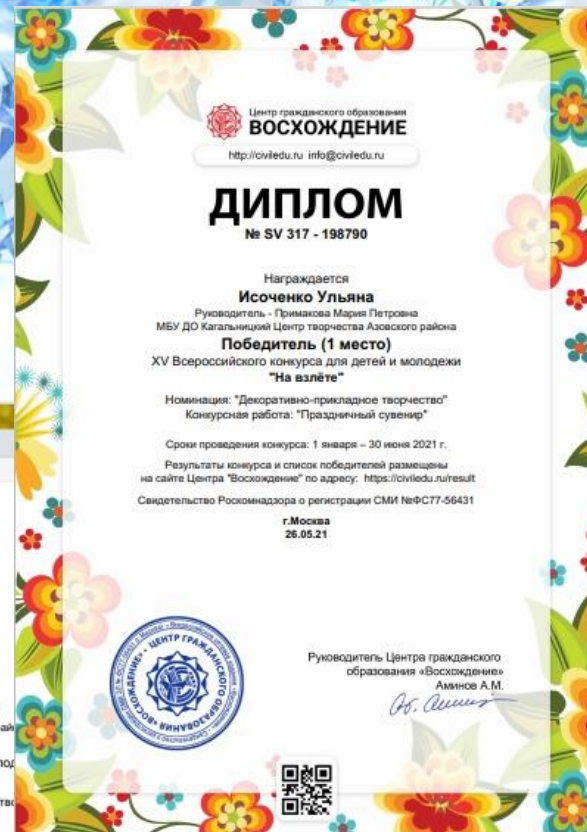 Центр гражданского образования
ВОСХОЖДЕНИЕ
http://civiledu.ru info@civiledu.ru
ДИПЛОМ
№ SV 317 - 198790
Награждается
Исоченко Ульяна
Руководитель - Примакова Мария Петровна
МБУ ДО Кагальницкий Центр творчества Азовского района
Победитель (1 место)
XV Всероссийского конкурса для детей и молодежи
"На взлёте"
Номинация: "Декоративно-прикладное творчество"
Конкурсная работа: "Праздничный сувенир"
Сроки проведения конкурса: 1 января – 30 июня 2021 г.
Результаты конкурса и список победителей размещены
на сайте Центра "Восхождение" по адресу: https://civiledu.ru/result
Свидетельство Роскомнадзора о регистрации СМИ №ФС77-56431
г.Москва
26.05.21
ЦЕНТР ГРАЖДАНСКОГО ОБРАЗОВАНИЯ «ВОСХОЖДЕНИЕ»
Руководитель Центра гражданского
образования «Восхождение»
Аминов А.М.